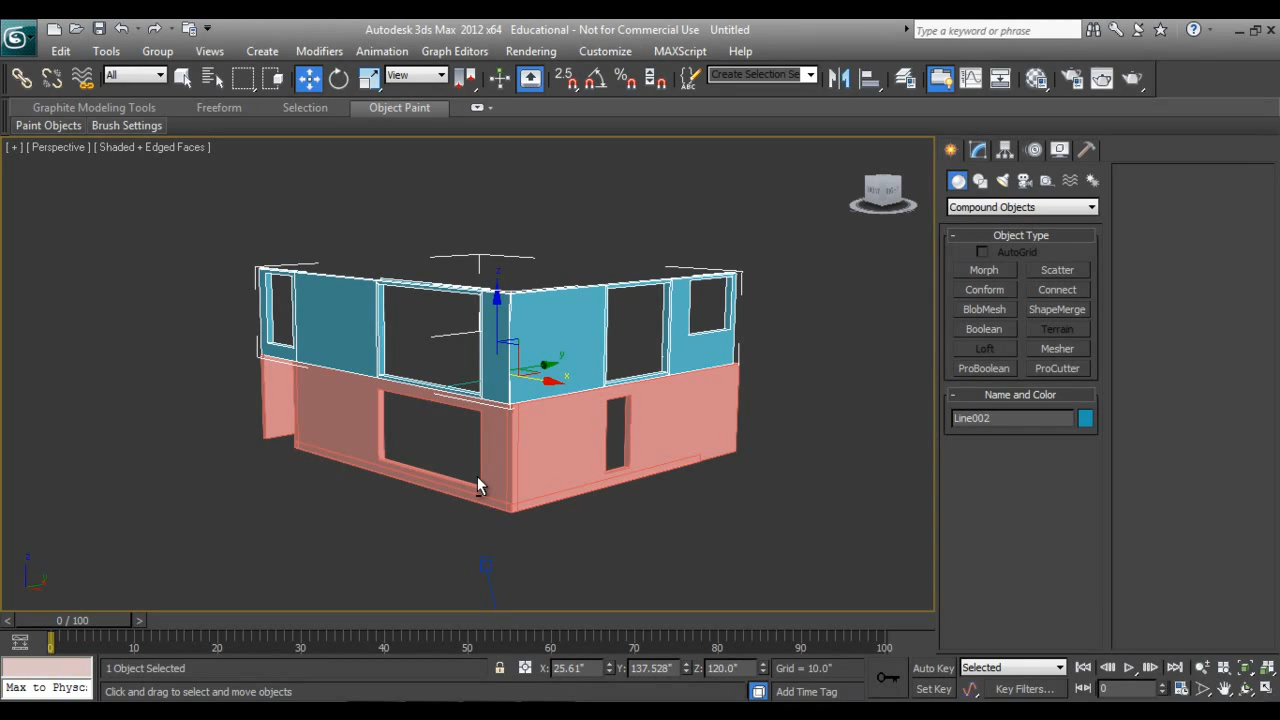 Autodesk 3ds Max 2012 x64 Educational - Not for Commercial Use Untitled
Type a keyword or phrase
Edit Tools Group Views Create Modifiers Animation Graph Editors Rendering Customize MAXScript Help
All View 2.5 Create Selection Se
Graphite Modeling Tools Freeform Selection Object Paint
Paint Objects Brush Settings
[ + ] [ Perspective ] [ Shaded + Edged Faces ]
Compound Objects
- Object Type
AutoGrid
Morph Scatter
Conform Connect
BlobMesh ShapeMerge
Boolean Terrain
Loft Mesher
ProBoolean ProCutter
- Name and Color
Line002
z
y
x
z
y
< 0 / 100 >
0 10 20 30 40 50 60 70 80 90 100
1 Object Selected X: 25.61" Y: 137.528" Z: 120.0" Grid = 10.0" Auto Key Selected
Max to Physc: Click and drag to select and move objects Add Time Tag Set Key Key Filters... 0